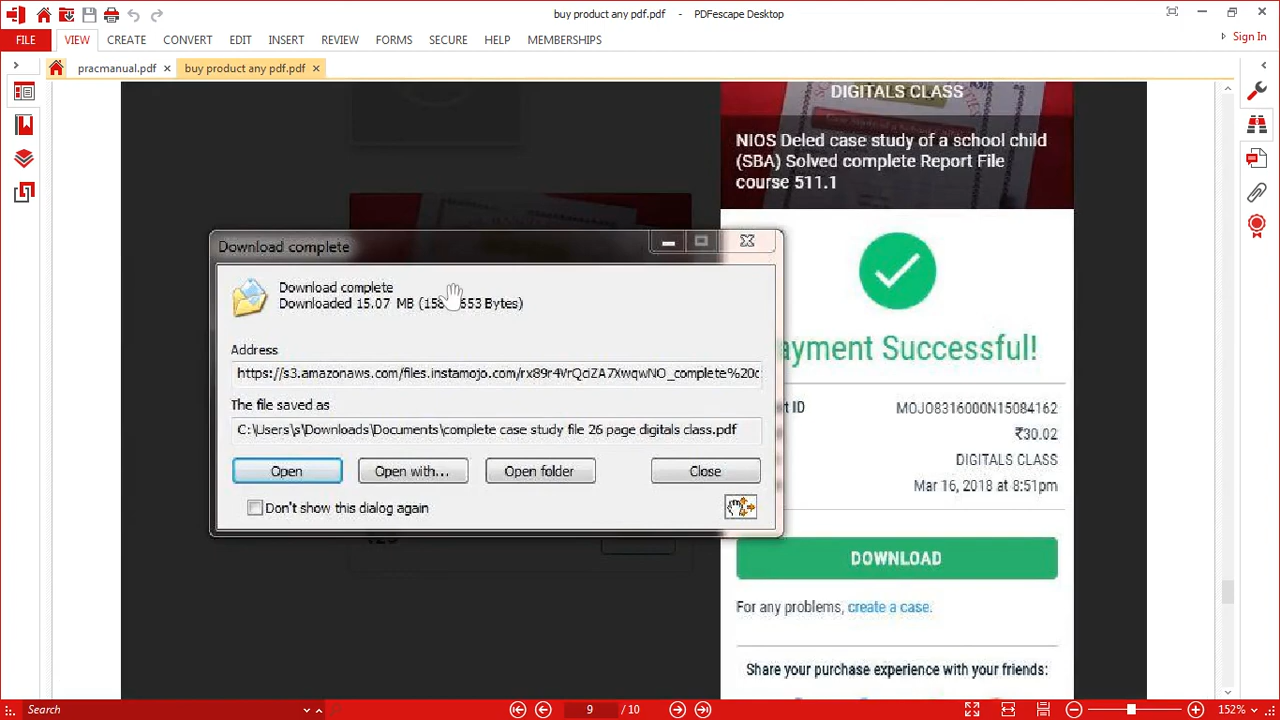 buy product any pdf.pdf - PDFescape Desktop
FILE VIEW CREATE CONVERT EDIT INSERT REVIEW FORMS SECURE HELP MEMBERSHIPS
Sign In
pracmanual.pdf
buy product any pdf.pdf
DIGITALS CLASS
NIOS Deled case study of a school child
(SBA) Solved complete Report File
course 511.1
Download complete
Download complete
Downloaded 15.07 MB (15 653 Bytes)
Address
https://s3.amazonaws.com/files.instamojo.com/rx89r4VrQciZA7XwqwNO_complete%20c
The file saved as
C:\Users\s\Downloads\Documents\complete case study file 26 page digitals class.pdf
Open
Open with...
Open folder
Close
Don't show this dialog again
ayment Successful!
t ID MOJO8316000N15084162
₹30.02
DIGITALS CLASS
Mar 16, 2018 at 8:51pm
DOWNLOAD
For any problems, create a case.
Share your purchase experience with your friends:
Search
9 / 10
152%